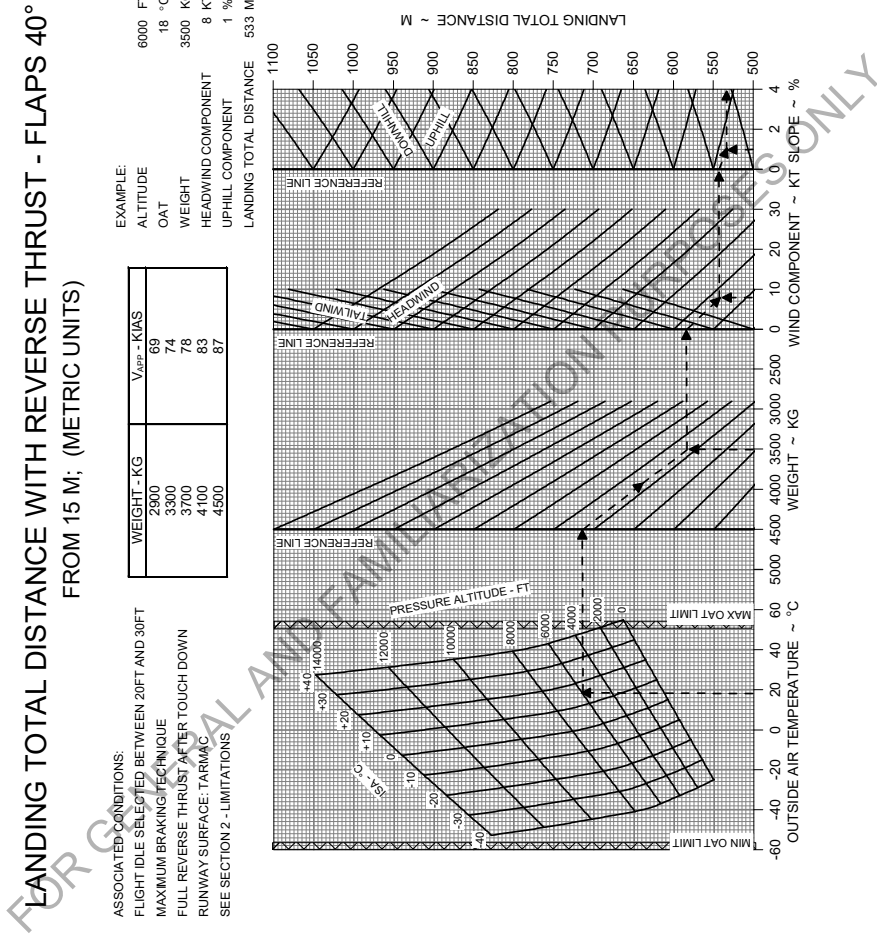 LANDING TOTAL DISTANCE WITH REVERSE THRUST - FLAPS 40°
FROM 15 M; (METRIC UNITS)
ASSOCIATED CONDITIONS:
FLIGHT IDLE SELECTED BETWEEN 20FT AND 30FT
MAXIMUM BRAKING TECHNIQUE
FULL REVERSE THRUST AFTER TOUCH DOWN
RUNWAY SURFACE: TARMAC
SEE SECTION 2 - LIMITATIONS
WEIGHT - KG VAPP - KIAS
2900 69
3300 74
3700 78
4100 83
4500 87
EXAMPLE:
ALTITUDE 6000 FT
OAT 18 °C
WEIGHT 3500 KG
HEADWIND COMPONENT 8 KT
UPHILL COMPONENT 1 %
LANDING TOTAL DISTANCE 533 M
LANDING TOTAL DISTANCE ~ M
1100
1050
1000
950
900
850
800
750
700
650
600
550
500
REFERENCE LINE
REFERENCE LINE
REFERENCE LINE
DOWNHILL
UPHILL
TAILWIND
HEADWIND
PRESSURE ALTITUDE - FT
14000
12000
10000
8000
6000
4000
2000
0
ISA - °C
+40
+30
+20
+10
0
-10
-20
-30
-40
MIN OAT LIMIT
MAX OAT LIMIT
-60 -40 -20 0 20 40 60
OUTSIDE AIR TEMPERATURE ~ °C
5000 4500 4000 3500 3000 2500
WEIGHT ~ KG
0 10 20 30
WIND COMPONENT ~ KT
0 2 4
SLOPE ~ %
FOR GENERAL AND FAMILIARIZATION PURPOSES ONLY